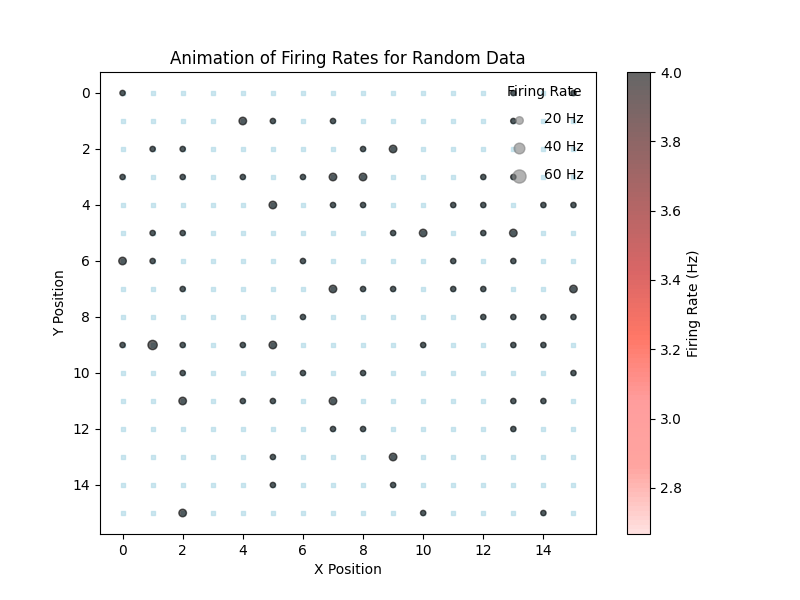 Animation of Firing Rates for Random Data
Firing Rate
20 Hz
40 Hz
60 Hz
0
2
4
6
8
10
12
14
Y Position
0 2 4 6 8 10 12 14
X Position
4.0
3.8
3.6
3.4
3.2
3.0
2.8
Firing Rate (Hz)